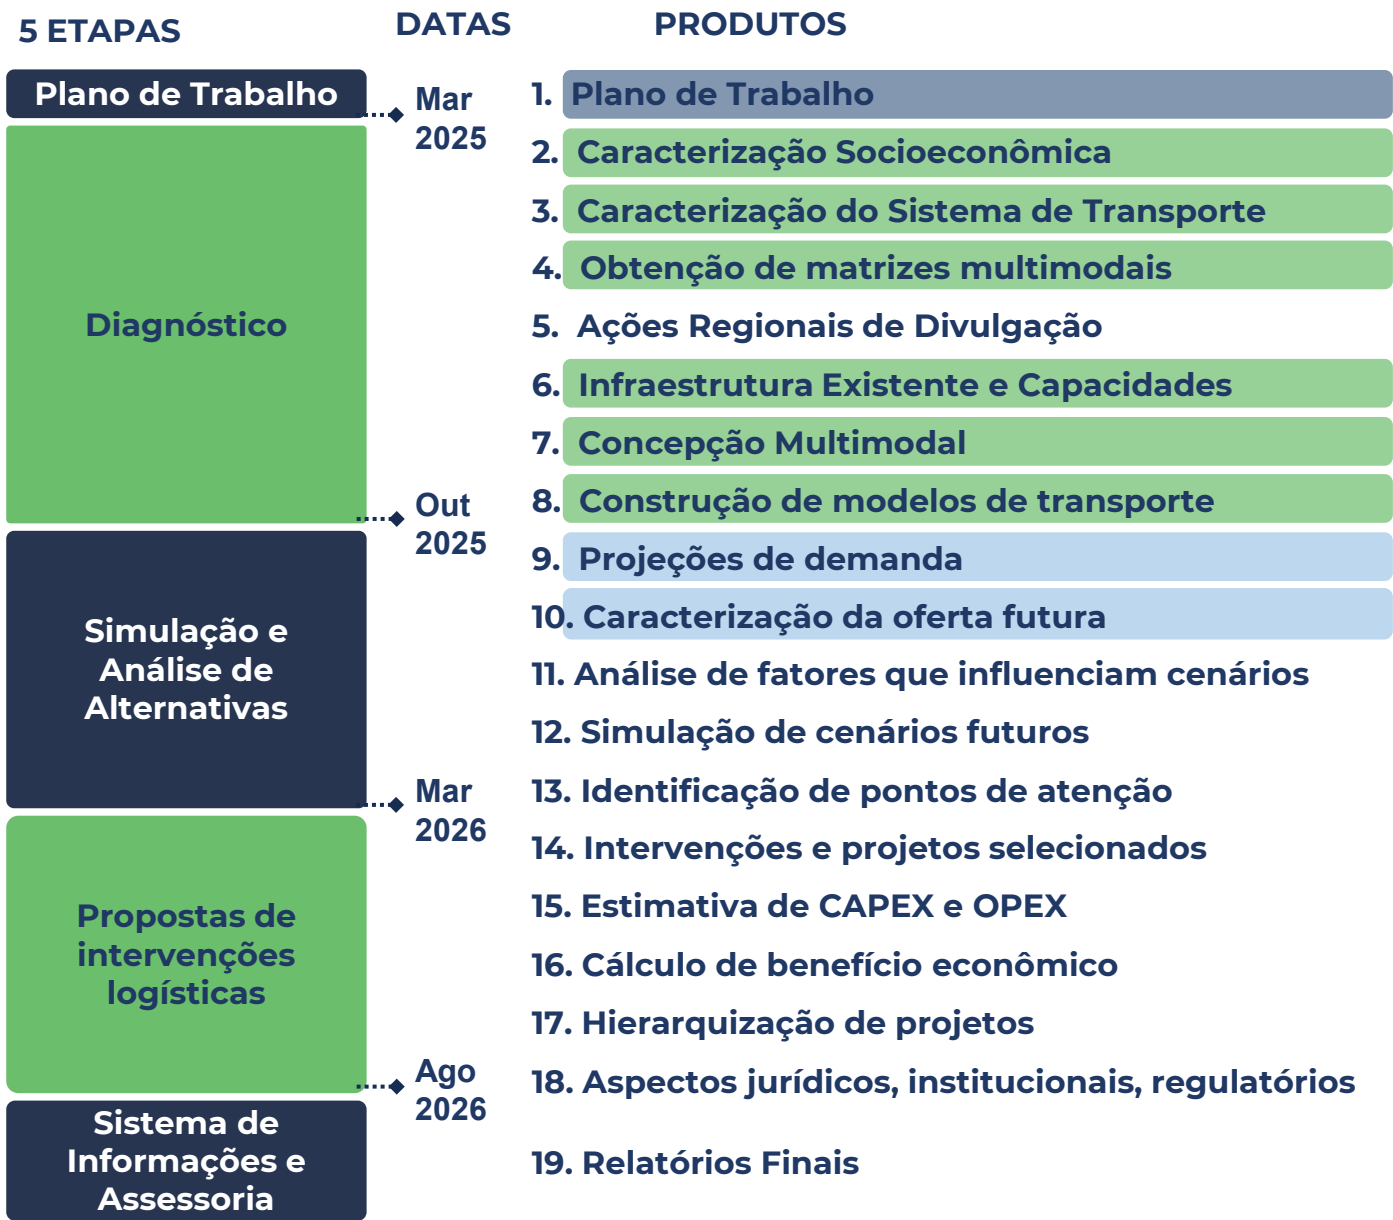 5 ETAPAS
DATAS
PRODUTOS
Plano de Trabalho
Diagnóstico
Simulação e
Análise de
Alternativas
Propostas de
intervenções
logísticas
Sistema de
Informações e
Assessoria
Mar
2025
Out
2025
Mar
2026
Ago
2026
1. Plano de Trabalho
2. Caracterização Socioeconômica
3. Caracterização do Sistema de Transporte
4. Obtenção de matrizes multimodais
5. Ações Regionais de Divulgação
6. Infraestrutura Existente e Capacidades
7. Concepção Multimodal
8. Construção de modelos de transporte
9. Projeções de demanda
10. Caracterização da oferta futura
11. Análise de fatores que influenciam cenários
12. Simulação de cenários futuros
13. Identificação de pontos de atenção
14. Intervenções e projetos selecionados
15. Estimativa de CAPEX e OPEX
16. Cálculo de benefício econômico
17. Hierarquização de projetos
18. Aspectos jurídicos, institucionais, regulatórios
19. Relatórios Finais